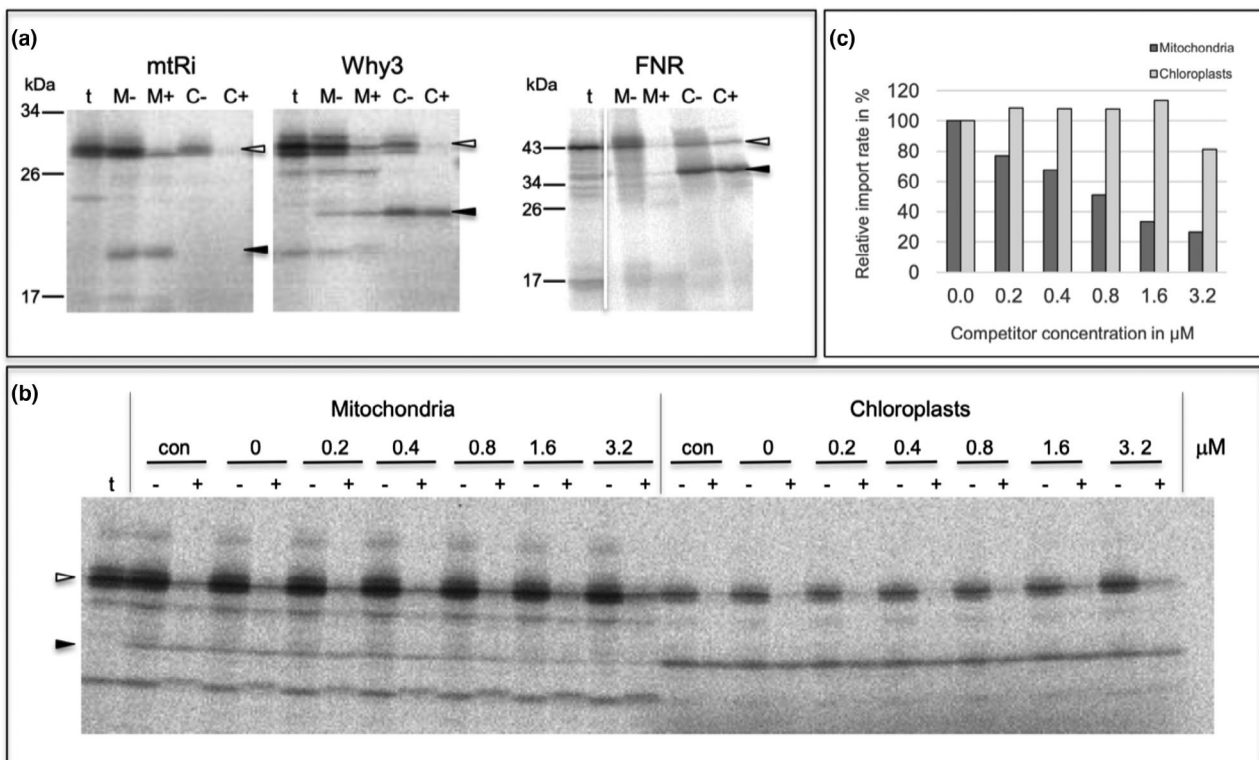 (a)
mtRi Why3 FNR
kDa t M- M+ C- C+ t M- M+ C- C+ kDa t M- M+ C- C+
34
26
17
43
34
26
17
(c)
Mitochondria
Chloroplasts
Relative import rate in %
120
100
80
60
40
20
0
0.0 0.2 0.4 0.8 1.6 3.2
Competitor concentration in µM
(b)
Mitochondria Chloroplasts
con 0 0.2 0.4 0.8 1.6 3.2 con 0 0.2 0.4 0.8 1.6 3. 2 µM
t - + - + - + - + - + - + - + - + - + - + - + - + - + - +